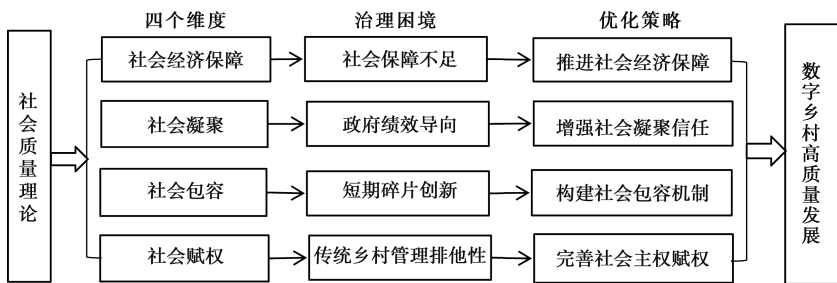 四个维度 治理困境 优化策略
社会质量理论
社会经济保障 社会保障不足 推进社会经济保障
社会凝聚 政府绩效导向 增强社会凝聚信任
社会包容 短期碎片创新 构建社会包容机制
社会赋权 传统乡村管理排他性 完善社会主权赋权
数字乡村高质量发展